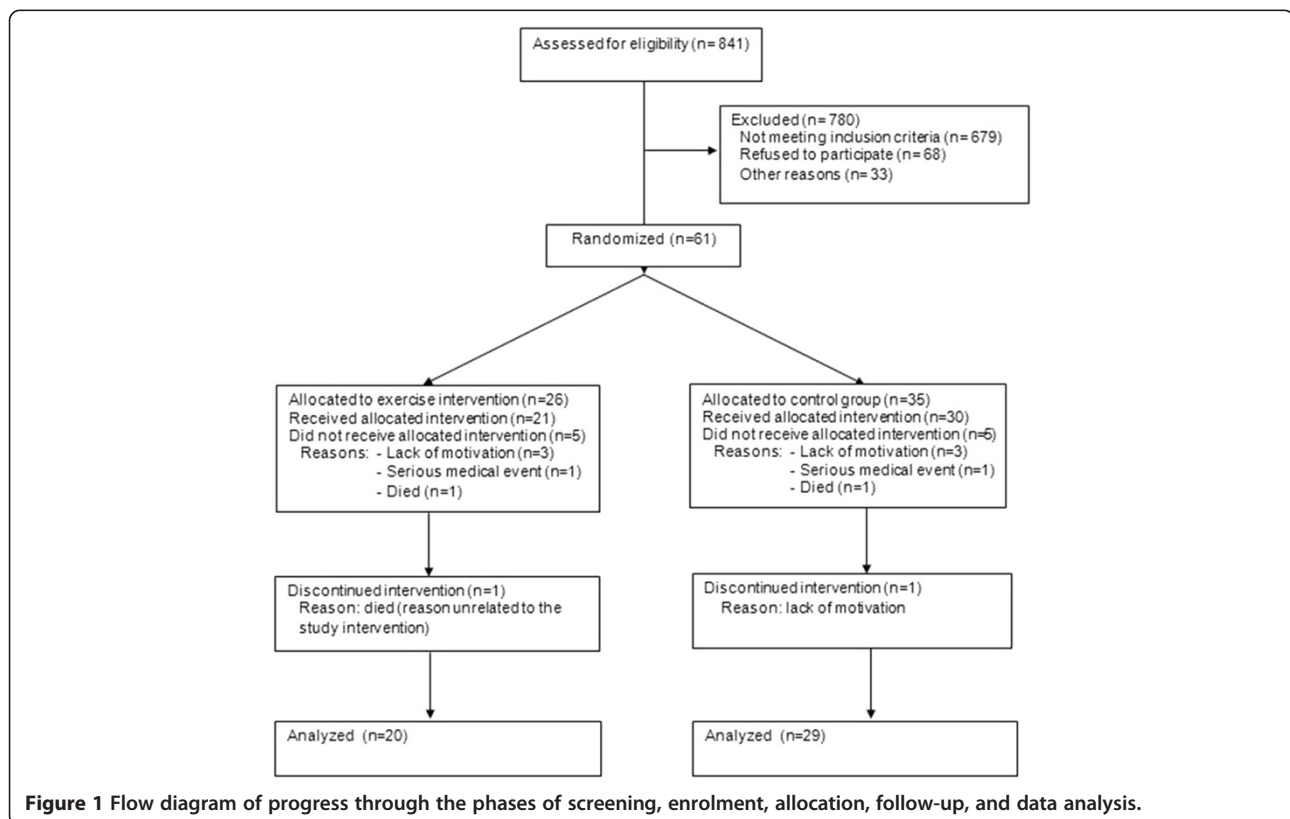 Assessed for eligibility (n= 841)
Excluded (n= 780)
Not meeting inclusion criteria (n= 679)
Refused to participate (n= 68)
Other reasons (n= 33)
Randomized (n=61)
Allocated to exercise intervention (n=26)
Received allocated intervention (n=21)
Did not receive allocated intervention (n=5)
Reasons: - Lack of motivation (n=3)
- Serious medical event (n=1)
- Died (n=1)
Allocated to control group (n=35)
Received allocated intervention (n=30)
Did not receive allocated intervention (n=5)
Reasons: - Lack of motivation (n=3)
- Serious medical event (n=1)
- Died (n=1)
Discontinued intervention (n=1)
Reason: died (reason unrelated to the
study intervention)
Discontinued intervention (n=1)
Reason: lack of motivation
Analyzed (n=20)
Analyzed (n=29)
Figure 1 Flow diagram of progress through the phases of screening, enrolment, allocation, follow-up, and data analysis.